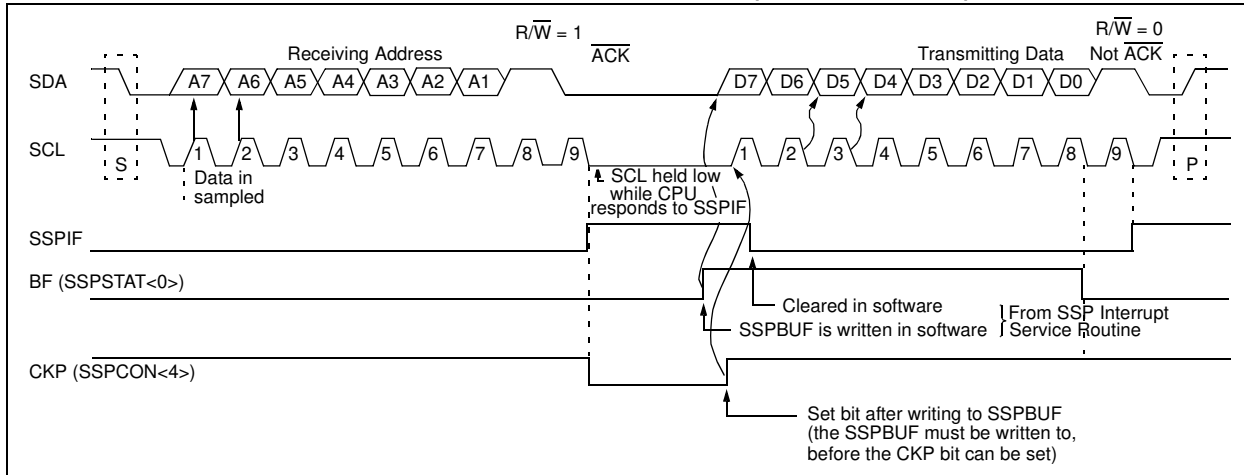 R/W = 1
R/W = 0
Receiving Address
ACK
Transmitting Data
Not ACK
SDA
A7 A6 A5 A4 A3 A2 A1
D7 D6 D5 D4 D3 D2 D1 D0
SCL
S
1 2 3 4 5 6 7 8 9
1 2 3 4 5 6 7 8 9
P
Data in
sampled
SCL held low
while CPU
responds to SSPIF
SSPIF
BF (SSPSTAT<0>)
Cleared in software
SSPBUF is written in software
From SSP Interrupt
Service Routine
CKP (SSPCON<4>)
Set bit after writing to SSPBUF
(the SSPBUF must be written to,
before the CKP bit can be set)